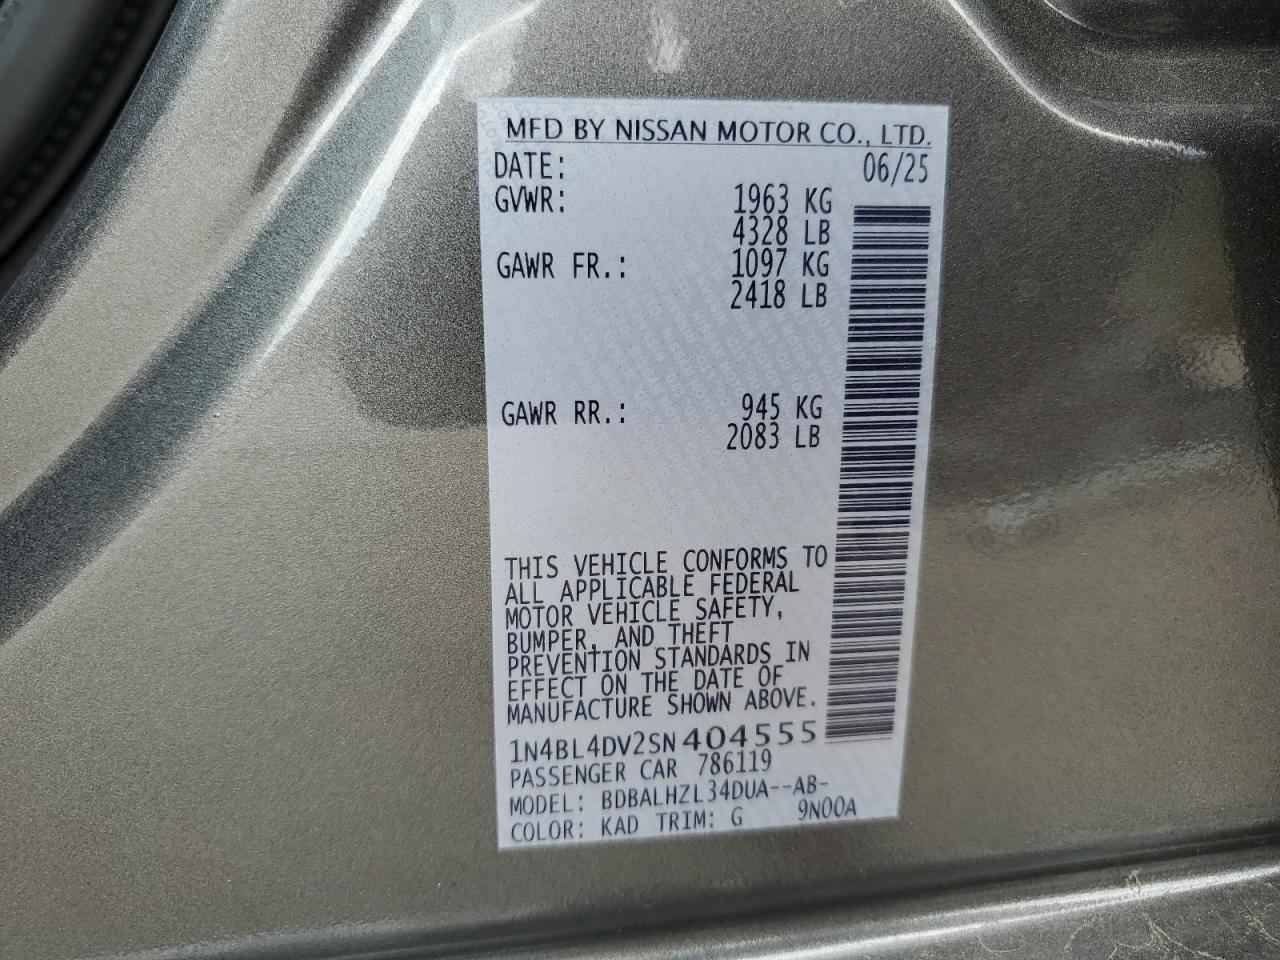 MFD BY NISSAN MOTOR CO., LTD.
DATE: 06/25
GVWR: 1963 KG
4328 LB
GAWR FR.: 1097 KG
2418 LB
GAWR RR.: 945 KG
2083 LB
THIS VEHICLE CONFORMS TO
ALL APPLICABLE FEDERAL
MOTOR VEHICLE SAFETY,
BUMPER, AND THEFT
PREVENTION STANDARDS IN
EFFECT ON THE DATE OF
MANUFACTURE SHOWN ABOVE.
1N4BL4DV2SN404555
PASSENGER CAR 786119
MODEL: BDBALHZL34DUA--AB-
COLOR: KAD TRIM: G 9N00A